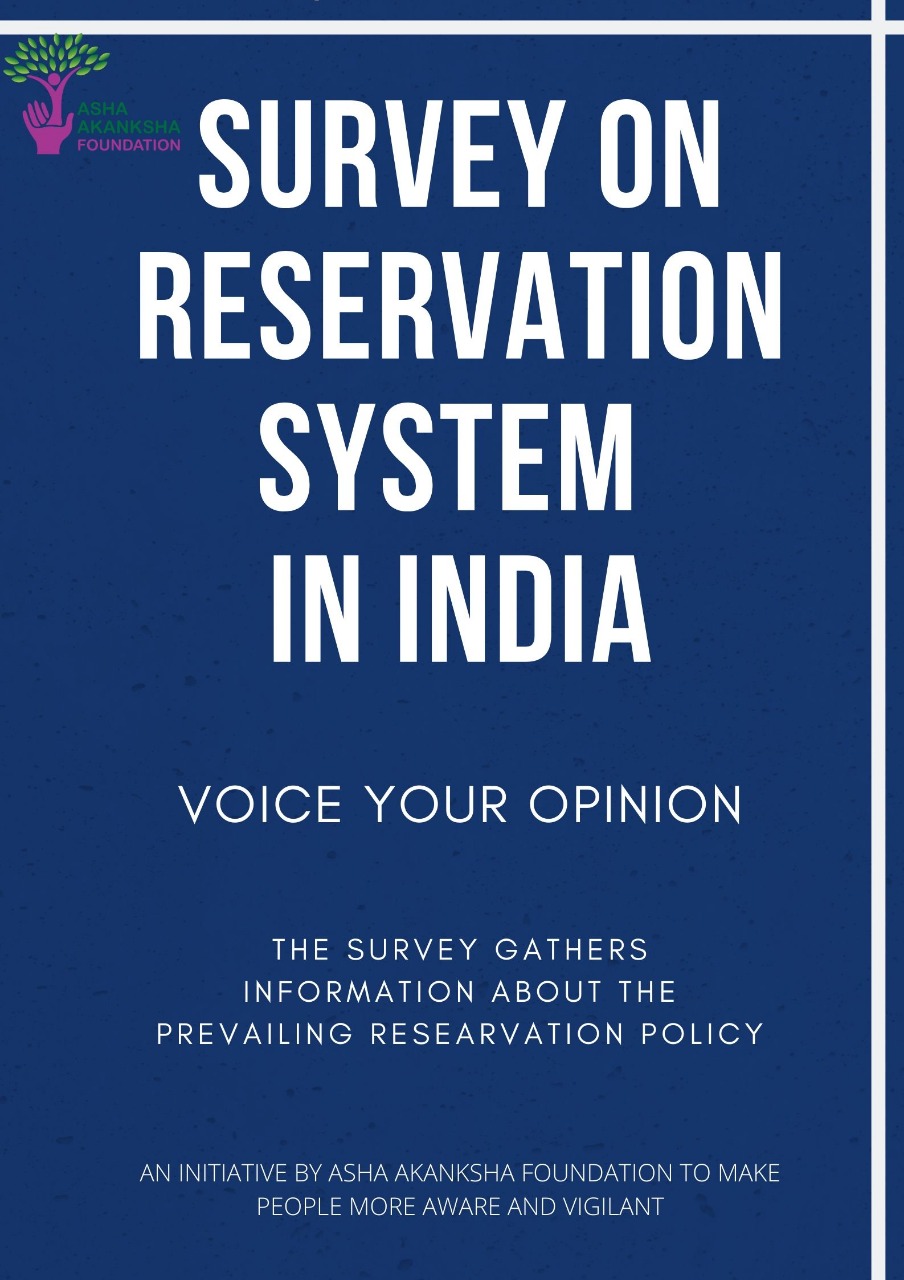 ASHA
AKANKSHA
FOUNDATION
SURVEY ON
RESERVATION
SYSTEM
IN INDIA
VOICE YOUR OPINION
THE SURVEY GATHERS
INFORMATION ABOUT THE
PREVAILING RESEARVATION POLICY
AN INITIATIVE BY ASHA AKANKSHA FOUNDATION TO MAKE
PEOPLE MORE AWARE AND VIGILANT